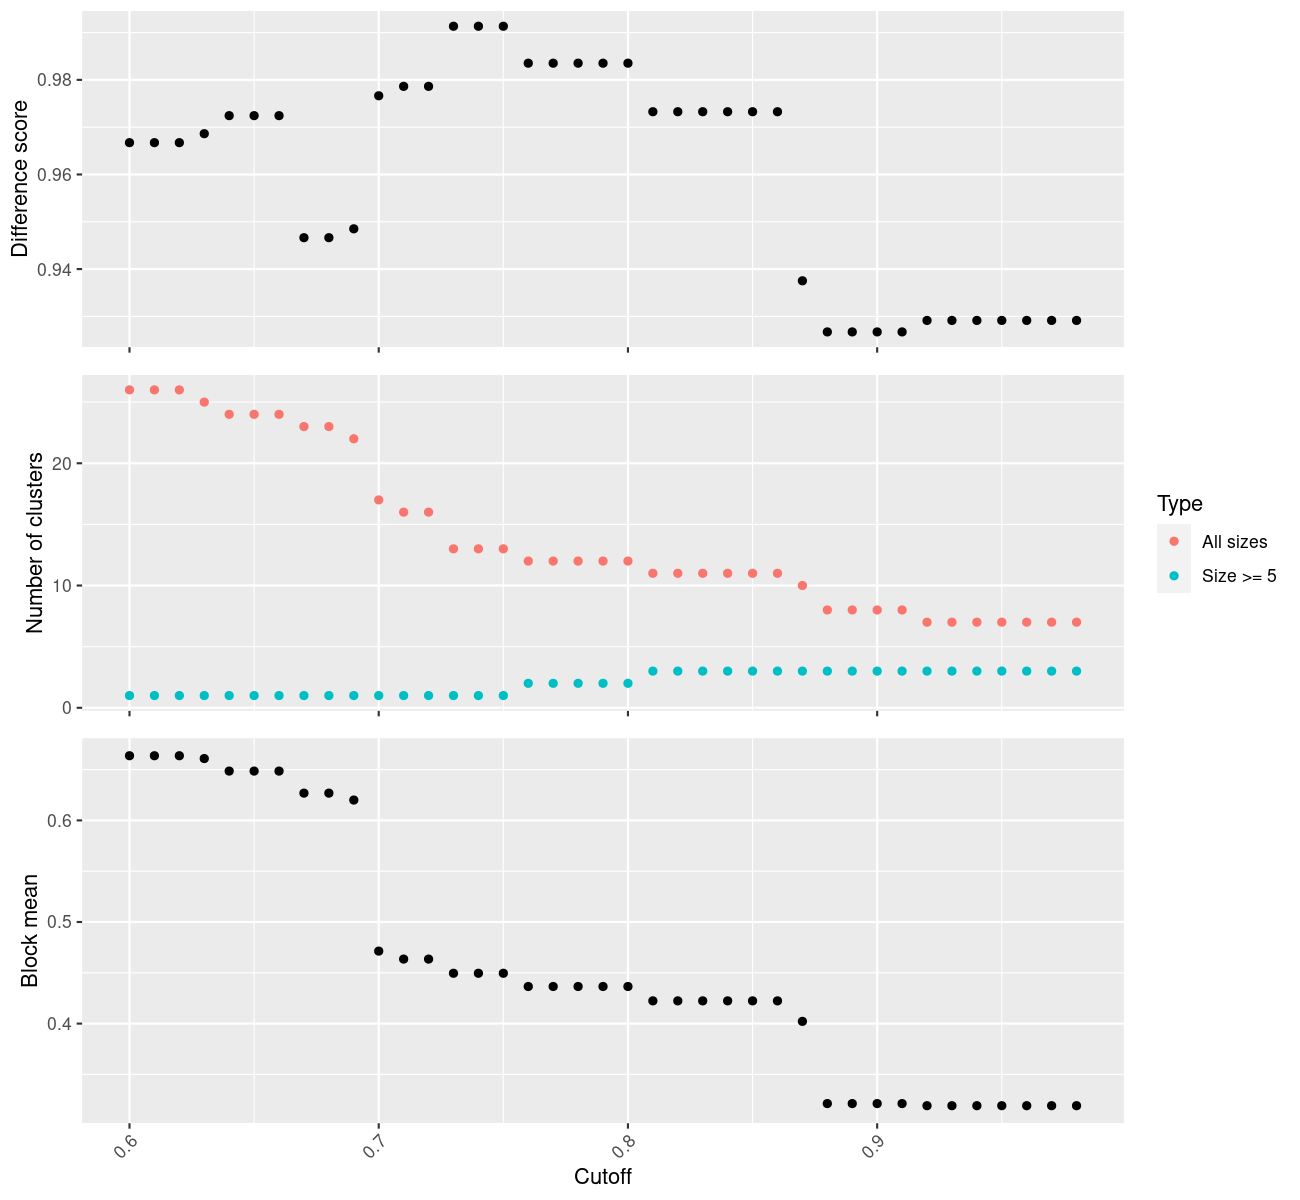 Difference score
0.98
0.96
0.94
Number of clusters
20
10
0
Type
All sizes
Size >= 5
Block mean
0.6
0.5
0.4
0.6
0.7
0.8
0.9
Cutoff